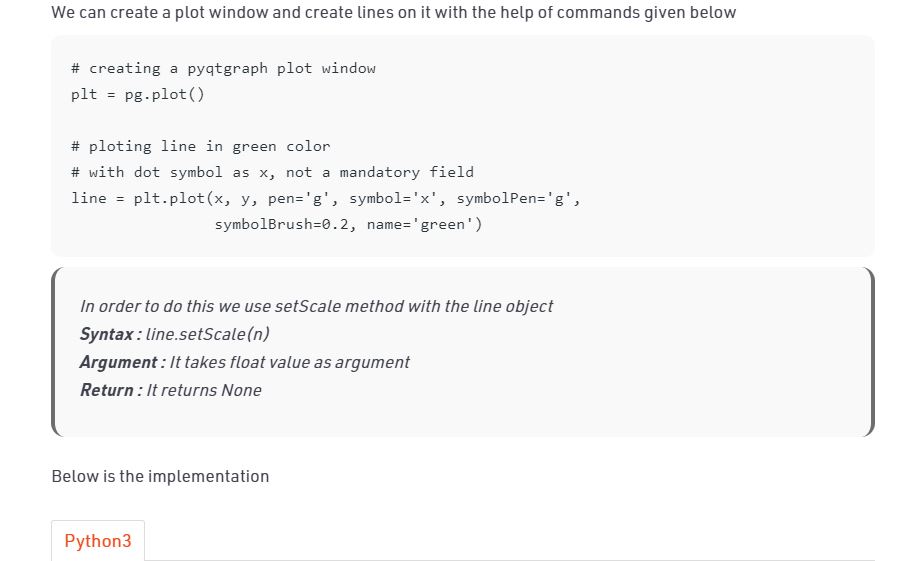 We can create a plot window and create lines on it with the help of commands given below
# creating a pyqtgraph plot window
plt = pg.plot()
# ploting line in green color
# with dot symbol as x, not a mandatory field
line = plt.plot(x, y, pen='g', symbol='x', symbolPen='g',
                symbolBrush=0.2, name='green')
In order to do this we use setScale method with the line object
Syntax : line.setScale(n)
Argument : It takes float value as argument
Return : It returns None
Below is the implementation
Python3